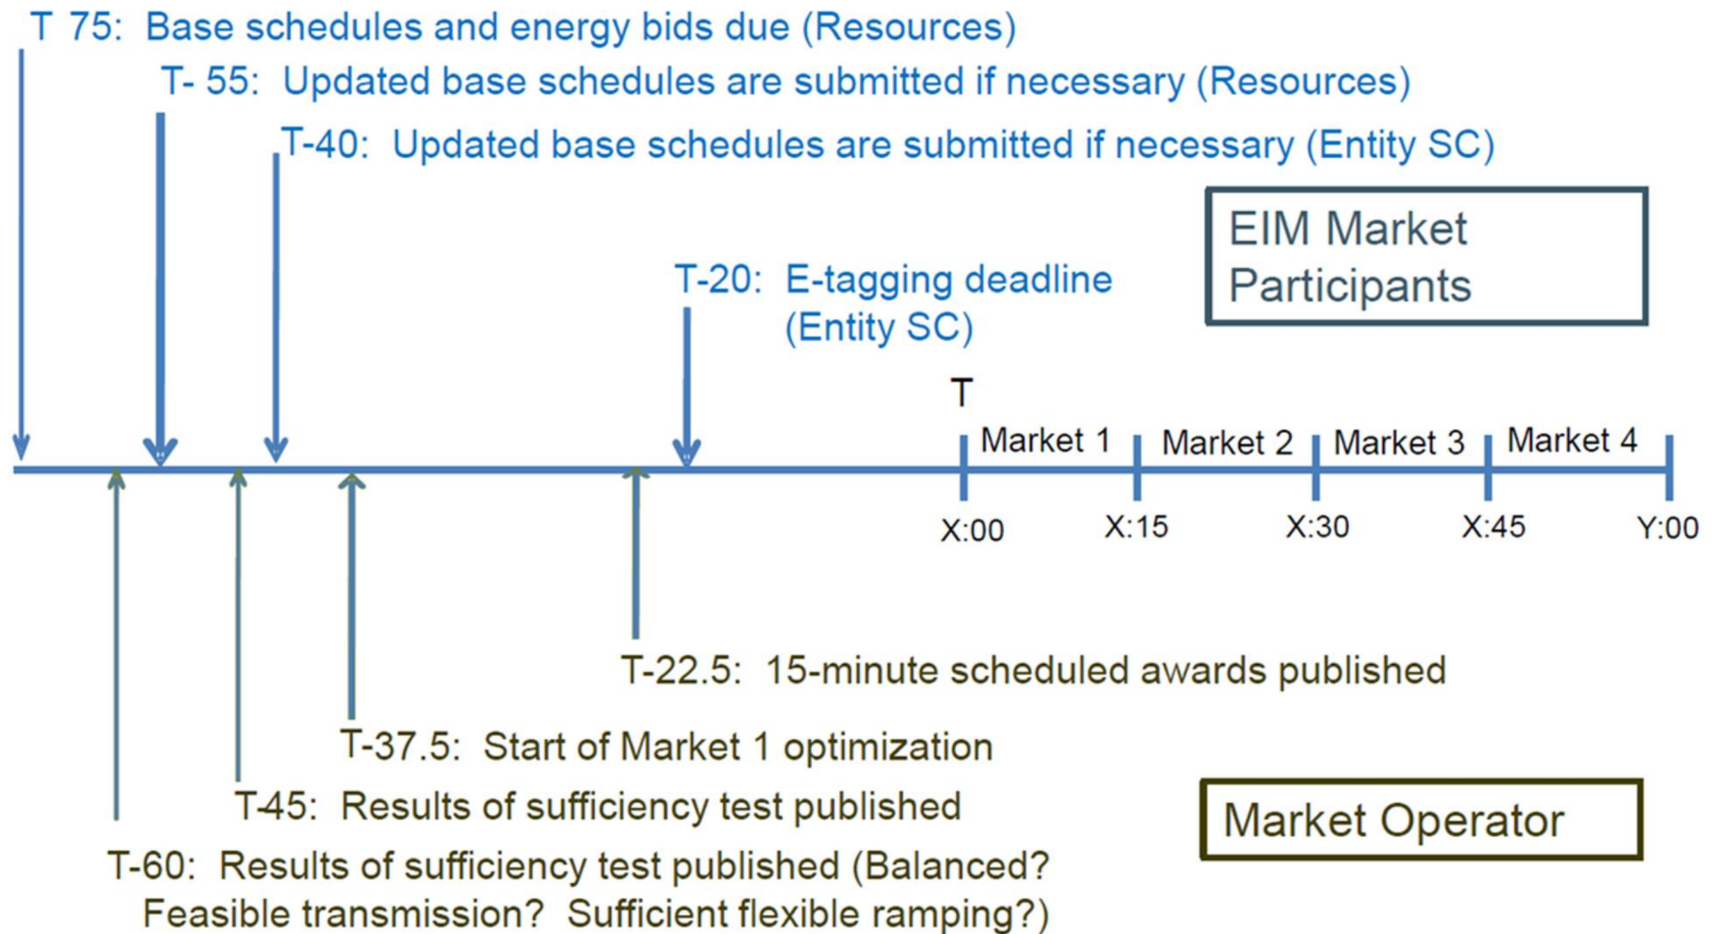 T 75: Base schedules and energy bids due (Resources)
T- 55: Updated base schedules are submitted if necessary (Resources)
T-40: Updated base schedules are submitted if necessary (Entity SC)
EIM Market
Participants
T-20: E-tagging deadline
(Entity SC)
T
Market 1
Market 2
Market 3
Market 4
X:00
X:15
X:30
X:45
Y:00
T-22.5: 15-minute scheduled awards published
T-37.5: Start of Market 1 optimization
T-45: Results of sufficiency test published
Market Operator
T-60: Results of sufficiency test published (Balanced?
Feasible transmission? Sufficient flexible ramping?)